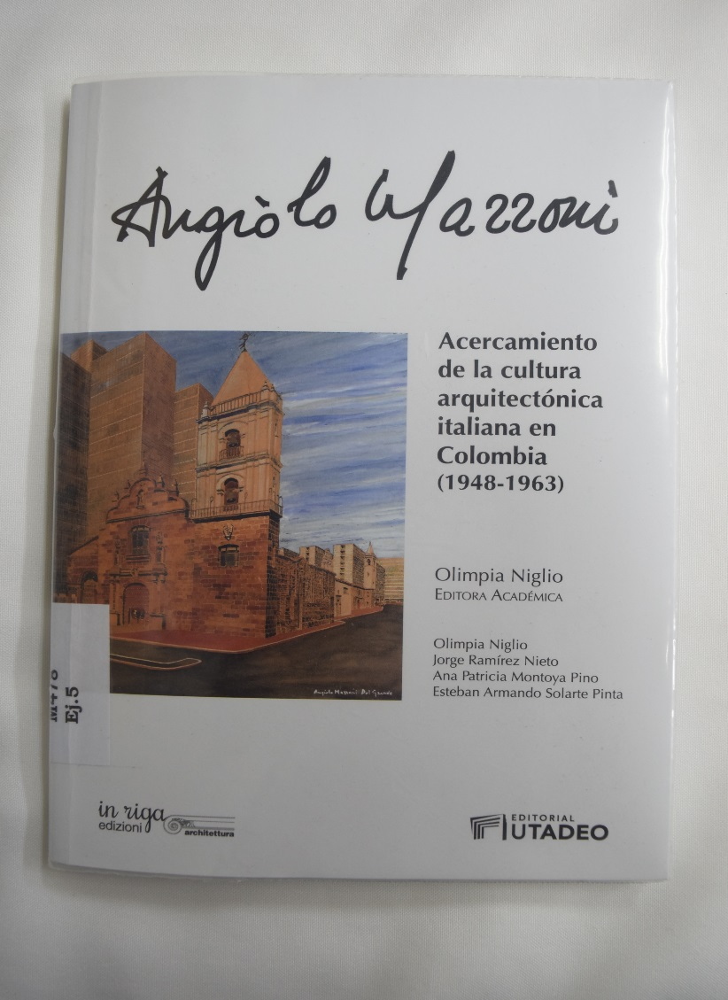 Angiòlo Mazzoni
Acercamiento
de la cultura
arquitectónica
italiana en
Colombia
(1948-1963)
Olimpia Niglio
EDITORA ACADÉMICA
Olimpia Niglio
Jorge Ramírez Nieto
Ana Patricia Montoya Pino
Esteban Armando Solarte Pinta
Angiolo Mazzoni Del Grande
M478
Ej.5
in riga
edizioni
architettura
EDITORIAL
UTADEO